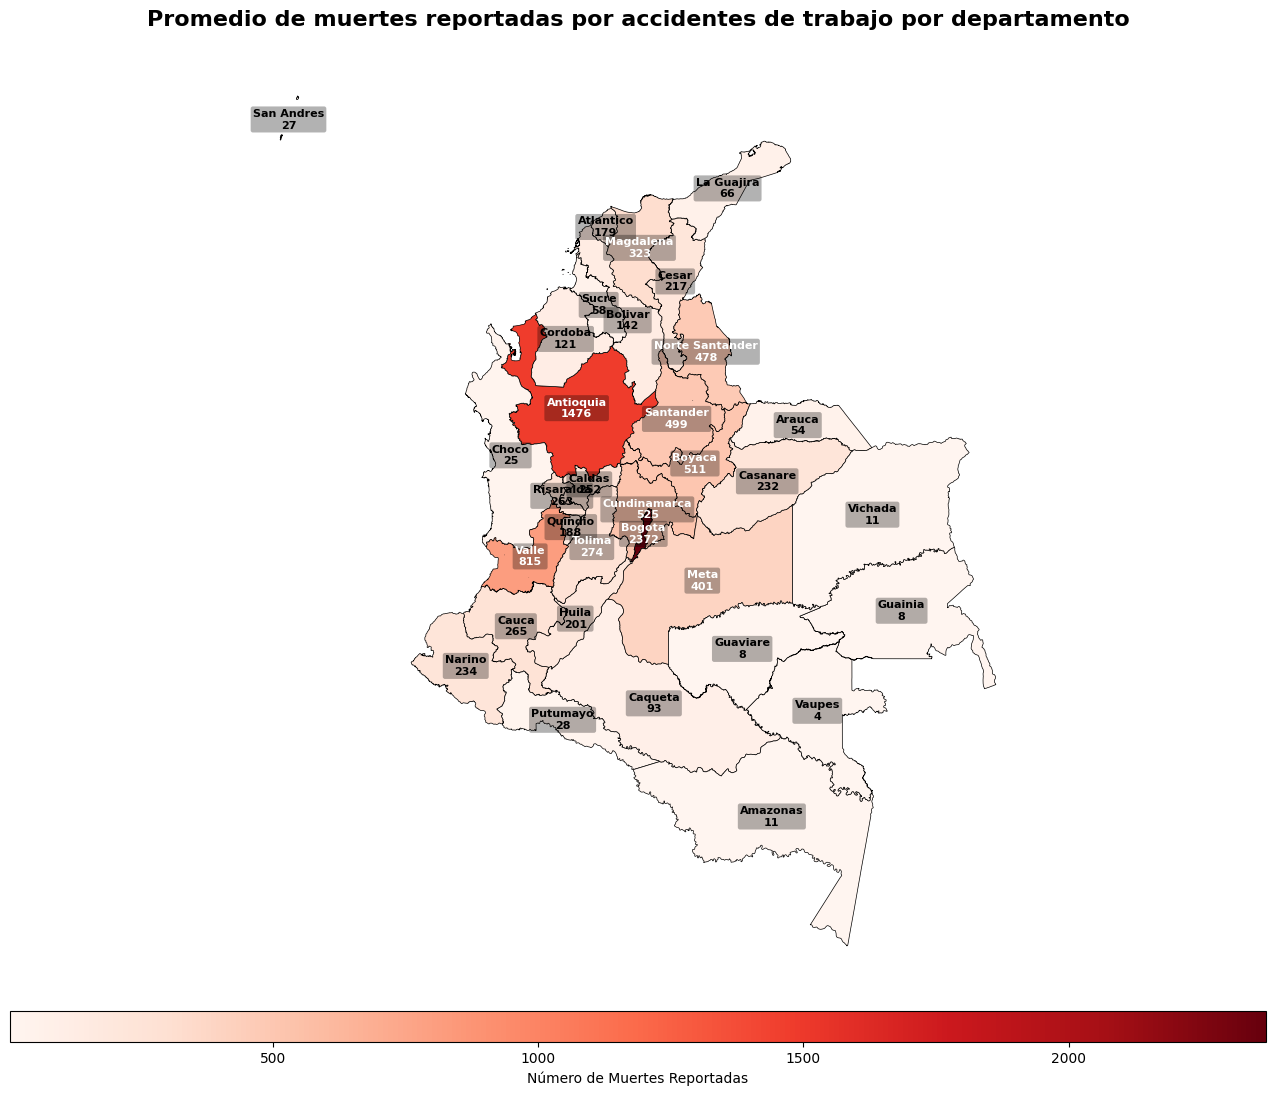 Promedio de muertes reportadas por accidentes de trabajo por departamento
San Andres
27
La Guajira
66
Atlantico
179
Magdalena
323
Cesar
217
Sucre
58
Bolivar
142
Cordoba
121
Norte Santander
478
Antioquia
1476
Santander
499
Arauca
54
Choco
25
Boyaca
511
Casanare
232
Caldas
252
Risaralda
263
Cundinamarca
525
Vichada
11
Quindio
188
Bogota
2372
Tolima
274
Valle
815
Meta
401
Guainia
8
Huila
201
Cauca
265
Guaviare
8
Narino
234
Caqueta
93
Vaupes
4
Putumayo
28
Amazonas
11
500
1000
1500
2000
Número de Muertes Reportadas